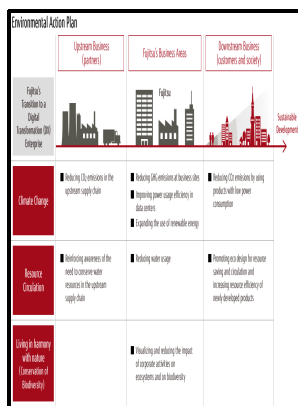 Environmental Action Plan
Upstream Business
(partners)
Fujitsu's Business Areas
Downstream Business
(customers and society)
Fujitsu's
Transition to a
Digital
Transformation (DX)
Enterprise
Fujitsu
Sustainable
Development
Climate Change
Reducing CO₂ emissions in the
upstream supply chain
Reducing GHG emissions at business sites
Improving power usage efficiency in
data centers
Expanding the use of renewable energy
Reducing CO₂ emission by using
products with low power
consumption
Resource
Circulation
Reinforcing awareness of the
need to conserve water
resources in the upstream
supply chain
Reducing water usage
Promoting eco design for resource
saving and circulation and
increasing resource efficiency of
newly developed products
Living in harmony
with nature
(Conservation of
Biodiversity)
Visualizing and reducing the impact
of corporate activities on
ecosystems and on biodiversity